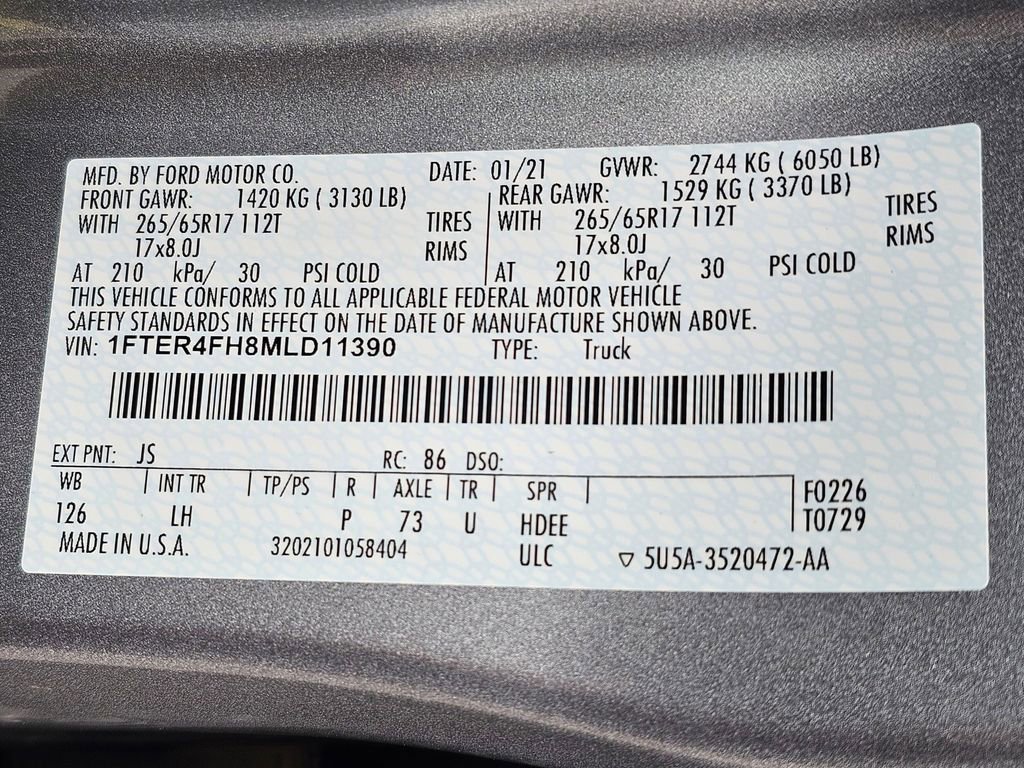 MFD. BY FORD MOTOR CO. DATE: 01/21 GVWR: 2744 KG ( 6050 LB)
FRONT GAWR: 1420 KG ( 3130 LB) REAR GAWR: 1529 KG ( 3370 LB)
WITH 265/65R17 112T TIRES WITH 265/65R17 112T TIRES
17x8.0J RIMS 17x8.0J RIMS
AT 210 kPa/ 30 PSI COLD AT 210 kPa/ 30 PSI COLD
THIS VEHICLE CONFORMS TO ALL APPLICABLE FEDERAL MOTOR VEHICLE
SAFETY STANDARDS IN EFFECT ON THE DATE OF MANUFACTURE SHOWN ABOVE.
VIN: 1FTER4FH8MLD11390 TYPE: Truck
EXT PNT: JS RC: 86 DSO:
WB INT TR TP/PS R AXLE TR SPR F0226
126 LH P 73 U HDEE T0729
MADE IN U.S.A. 3202101058404 ULC ▽ 5U5A-3520472-AA